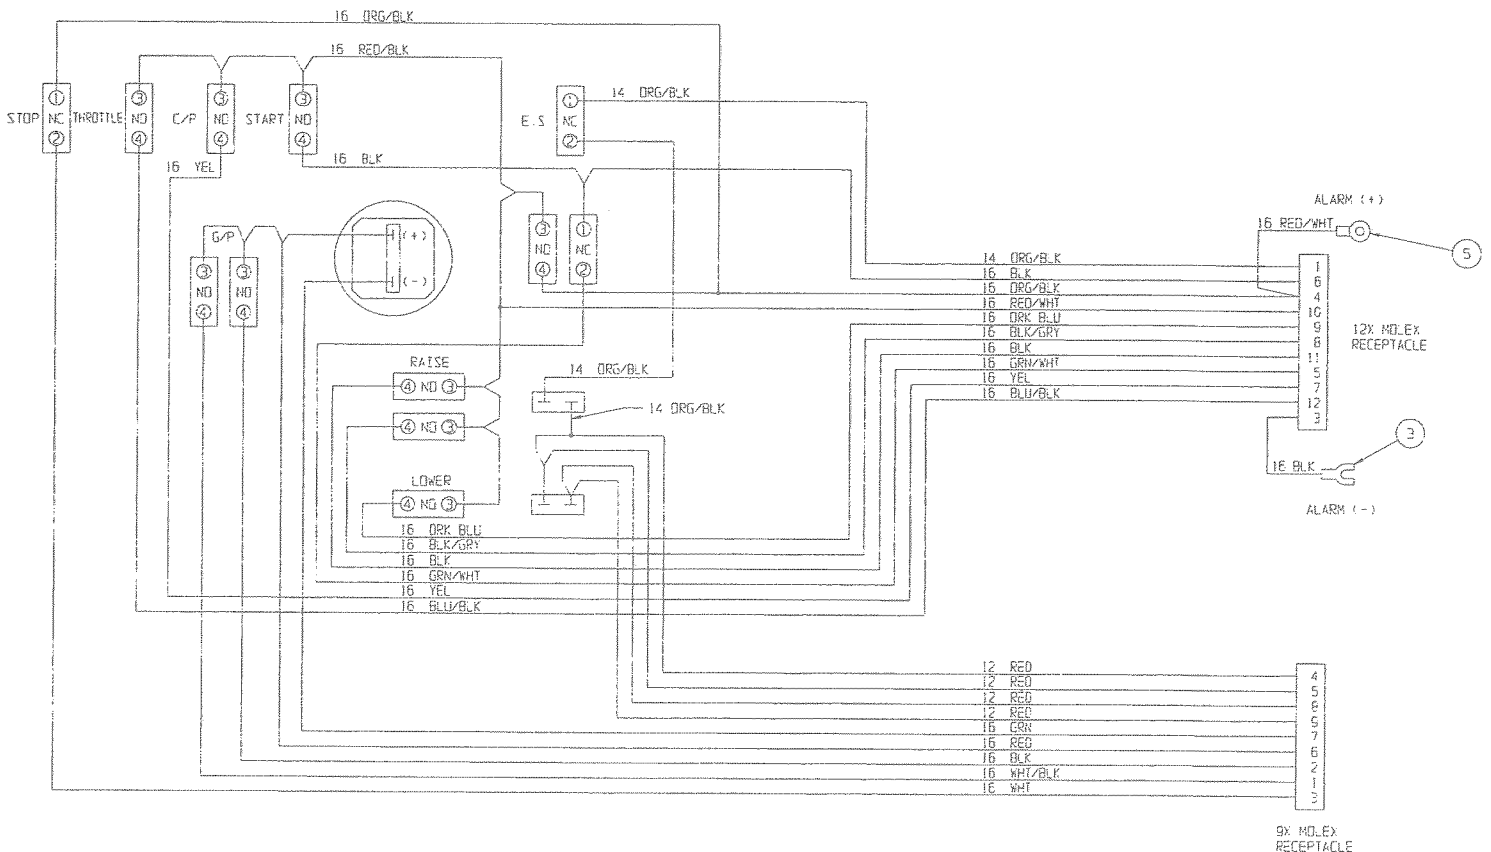 16 ORG/BLK
16 RED/BLK
STOP
1
NC
2
THROTTLE
3
NO
4
C/P
3
NO
4
START
3
NO
4
E.S
1
NC
2
14 ORG/BLK
16 YEL
16 BLK
G/P
3
NO
4
3
NO
4
(+)
(-)
3
NO
4
1
NC
2
ALARM (+)
16 RED/WHT
5
14 ORG/BLK
16 BLK
16 ORG/BLK
16 RED/WHT
16 DRK BLU
16 BLK/GRY
16 BLK
16 GRN/WHT
16 YEL
16 BLU/BLK
1
6
4
10
9
8
11
5
7
12
3
12X MOLEX
RECEPTACLE
RAISE
4 NO 3
4 NO 3
LOWER
4 NO 3
14 ORG/BLK
14 ORG/BLK
3
16 BLK
ALARM (-)
16 DRK BLU
16 BLK/GRY
16 BLK
16 GRN/WHT
16 YEL
16 BLU/BLK
12 RED
12 RED
12 RED
12 RED
16 GRN
16 RED
16 BLK
16 WHT/BLK
16 WHT
4
5
7
6
2
1
9X MOLEX
RECEPTACLE